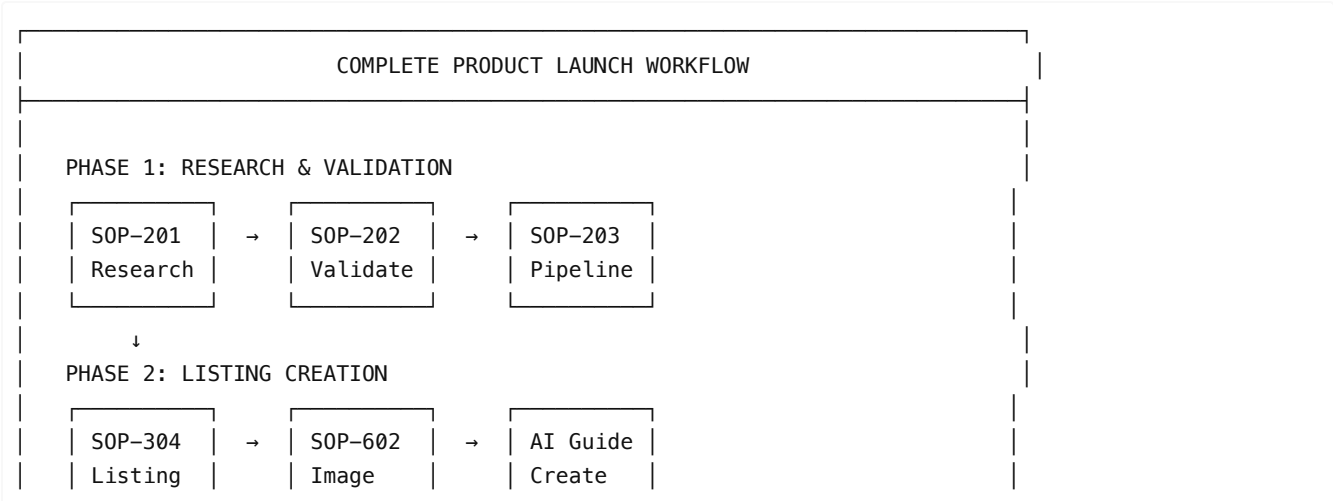 COMPLETE PRODUCT LAUNCH WORKFLOW
PHASE 1: RESEARCH & VALIDATION
SOP-201 → SOP-202 → SOP-203
Research Validate Pipeline
↓
PHASE 2: LISTING CREATION
SOP-304 → SOP-602 → AI Guide
Listing Image Create